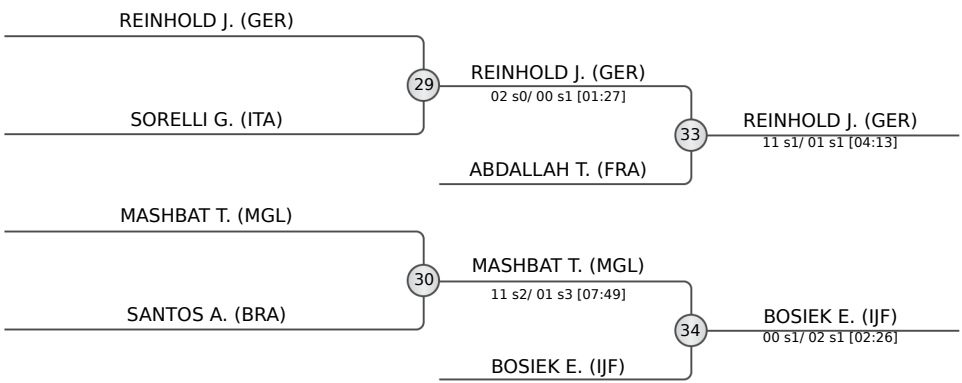 REINHOLD J. (GER)
29
SORELLI G. (ITA)
REINHOLD J. (GER)
02 s0/ 00 s1 [01:27]
33
ABDALLAH T. (FRA)
REINHOLD J. (GER)
11 s1/ 01 s1 [04:13]
MASHBAT T. (MGL)
30
SANTOS A. (BRA)
MASHBAT T. (MGL)
11 s2/ 01 s3 [07:49]
34
BOSIEK E. (IJF)
BOSIEK E. (IJF)
00 s1/ 02 s1 [02:26]